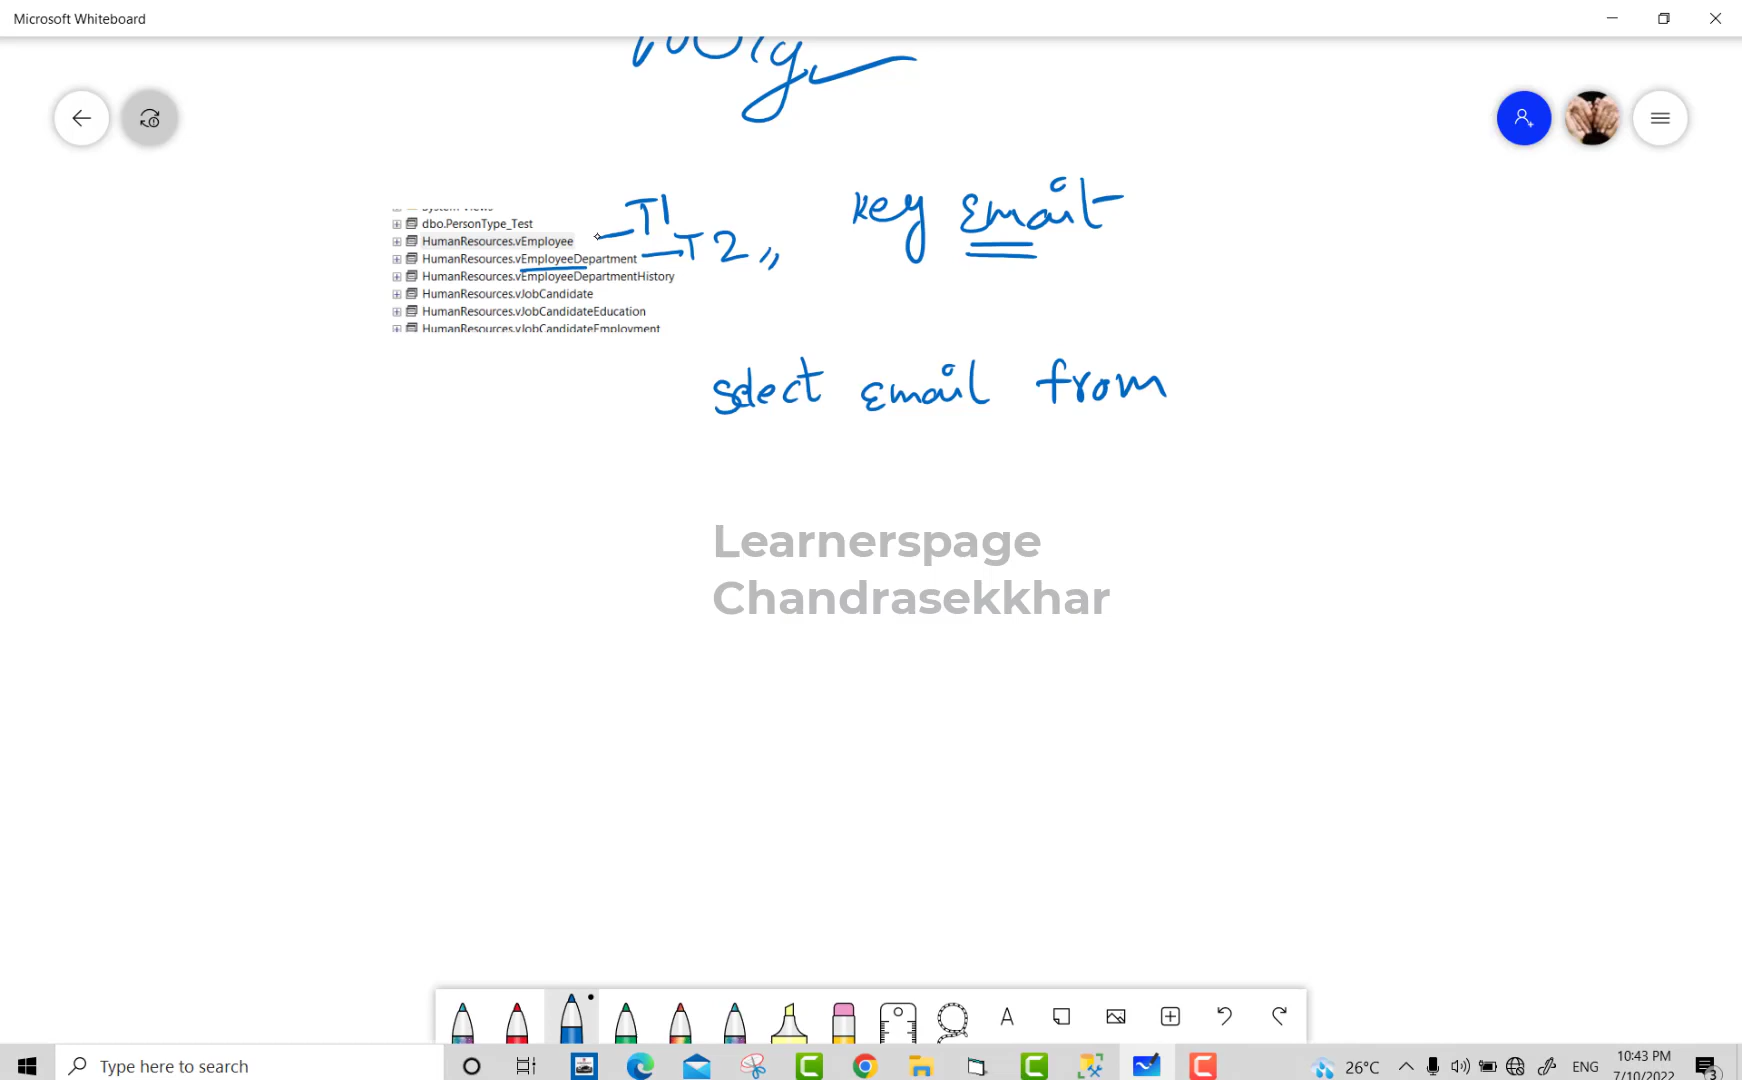 Microsoft Whiteboard
dbo.PersonType_Test
HumanResources.vEmployee
HumanResources.vEmployeeDepartment
HumanResources.vEmployeeDepartmentHistory
HumanResources.vJobCandidate
HumanResources.vJobCandidateEducation
HumanResources.vJobCandidateEmployment
T1
T2
key Email
select email from
Learnerspage
Chandrasekkhar
A
Type here to search
26°C
ENG
10:43 PM
7/10/2022
3